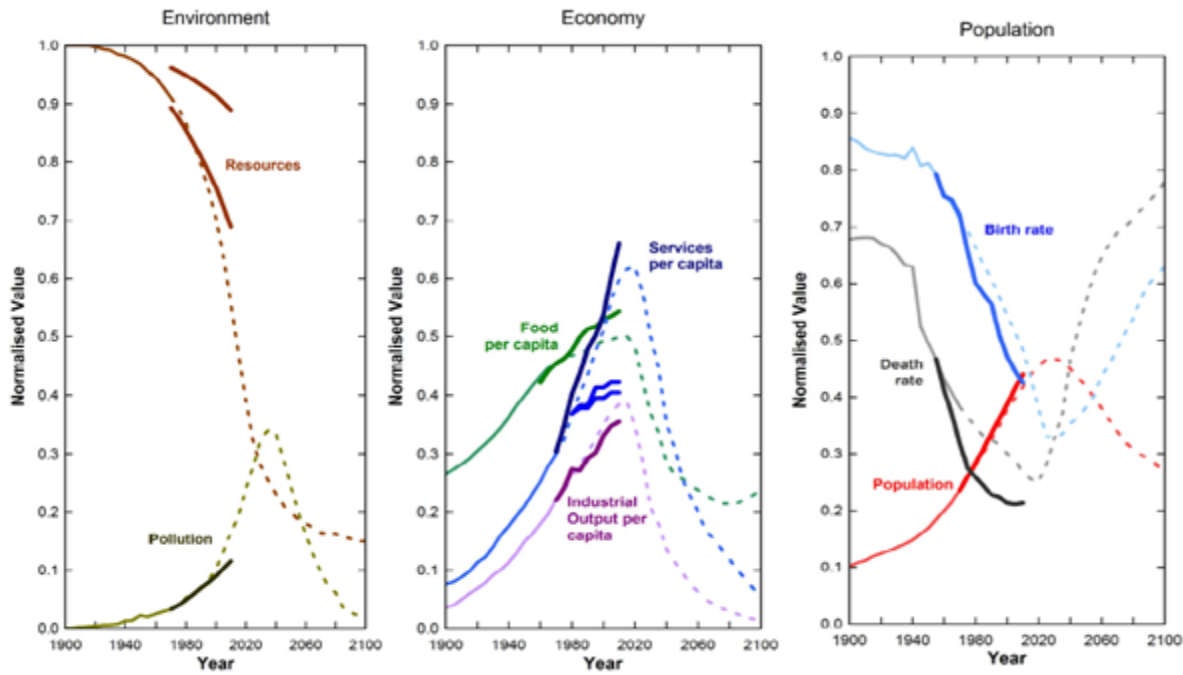 Environment
1.0
0.9
0.8
0.7
0.6
0.5
0.4
0.3
0.2
0.1
0.0
Normalised Value
Resources
Pollution
1900 1940 1980 2020 2060 2100
Year
Economy
1.0
0.9
0.8
0.7
0.6
0.5
0.4
0.3
0.2
0.1
0.0
Normalised Value
Services
per capita
Food
per capita
Industrial
Output per
capita
1900 1940 1980 2020 2060 2100
Year
Population
1.0
0.9
0.8
0.7
0.6
0.5
0.4
0.3
0.2
0.1
0.0
Normalised Value
Birth rate
Death
rate
Population
1900 1940 1980 2020 2060 2100
Year